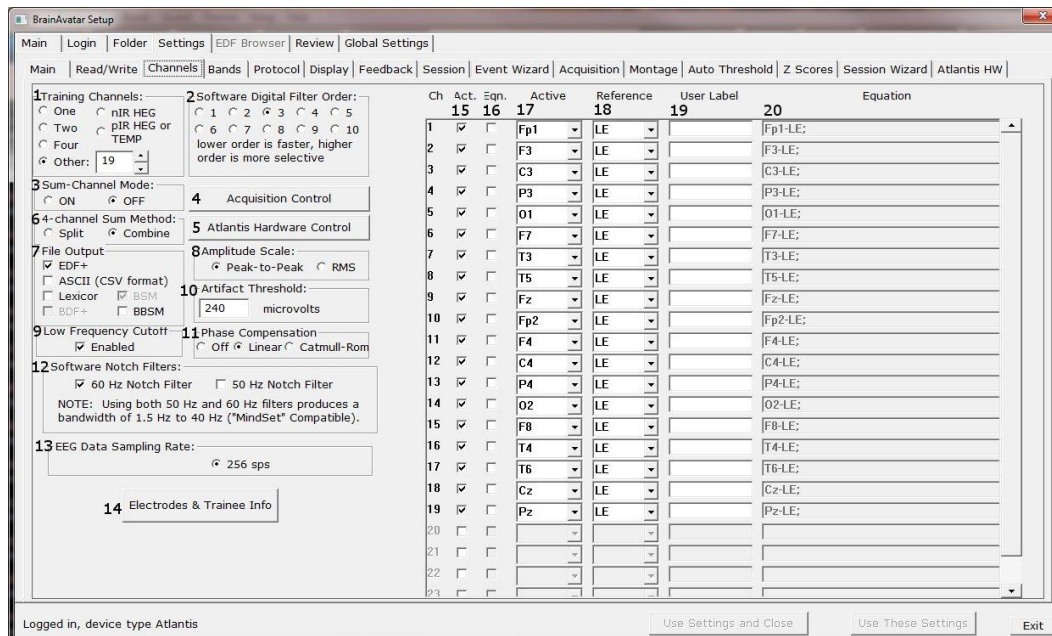 BrainAvatar Setup
Main Login Folder Settings EDF Browser Review Global Settings
Main Read/Write Channels Bands Protocol Display Feedback Session Event Wizard Acquisition Montage Auto Threshold Z Scores Session Wizard Atlantis HW
1 Training Channels:
One nIR HEG
Two pIR HEG or TEMP
Four
Other: 19
2 Software Digital Filter Order:
1 2 3 4 5
6 7 8 9 10
lower order is faster, higher
order is more selective
3 Sum-Channel Mode:
ON OFF
4 Acquisition Control
6 4-channel Sum Method:
Split Combine
5 Atlantis Hardware Control
7 File Output
EDF+
ASCII (CSV format)
Lexicor BSM
BDF+ BBSM
8 Amplitude Scale:
Peak-to-Peak RMS
10 Artifact Threshold:
240 microvolts
9 Low Frequency Cutoff
Enabled
11 Phase Compensation
Off Linear Catmull-Rom
12 Software Notch Filters:
60 Hz Notch Filter 50 Hz Notch Filter
NOTE: Using both 50 Hz and 60 Hz filters produces a
bandwidth of 1.5 Hz to 40 Hz ("MindSet" Compatible).
13 EEG Data Sampling Rate:
256 sps
14 Electrodes & Trainee Info
Ch Act. Eqn. Active Reference User Label Equation
15 16 17 18 19 20
1 Fp1 LE Fp1-LE;
2 F3 LE F3-LE;
3 C3 LE C3-LE;
4 P3 LE P3-LE;
5 O1 LE O1-LE;
6 F7 LE F7-LE;
7 T3 LE T3-LE;
8 T5 LE T5-LE;
9 Fz LE Fz-LE;
10 Fp2 LE Fp2-LE;
11 F4 LE F4-LE;
12 C4 LE C4-LE;
13 P4 LE P4-LE;
14 O2 LE O2-LE;
15 F8 LE F8-LE;
16 T4 LE T4-LE;
17 T6 LE T6-LE;
18 Cz LE Cz-LE;
19 Pz LE Pz-LE;
20
21
22
23
Logged in, device type Atlantis
Use Settings and Close Use These Settings Exit